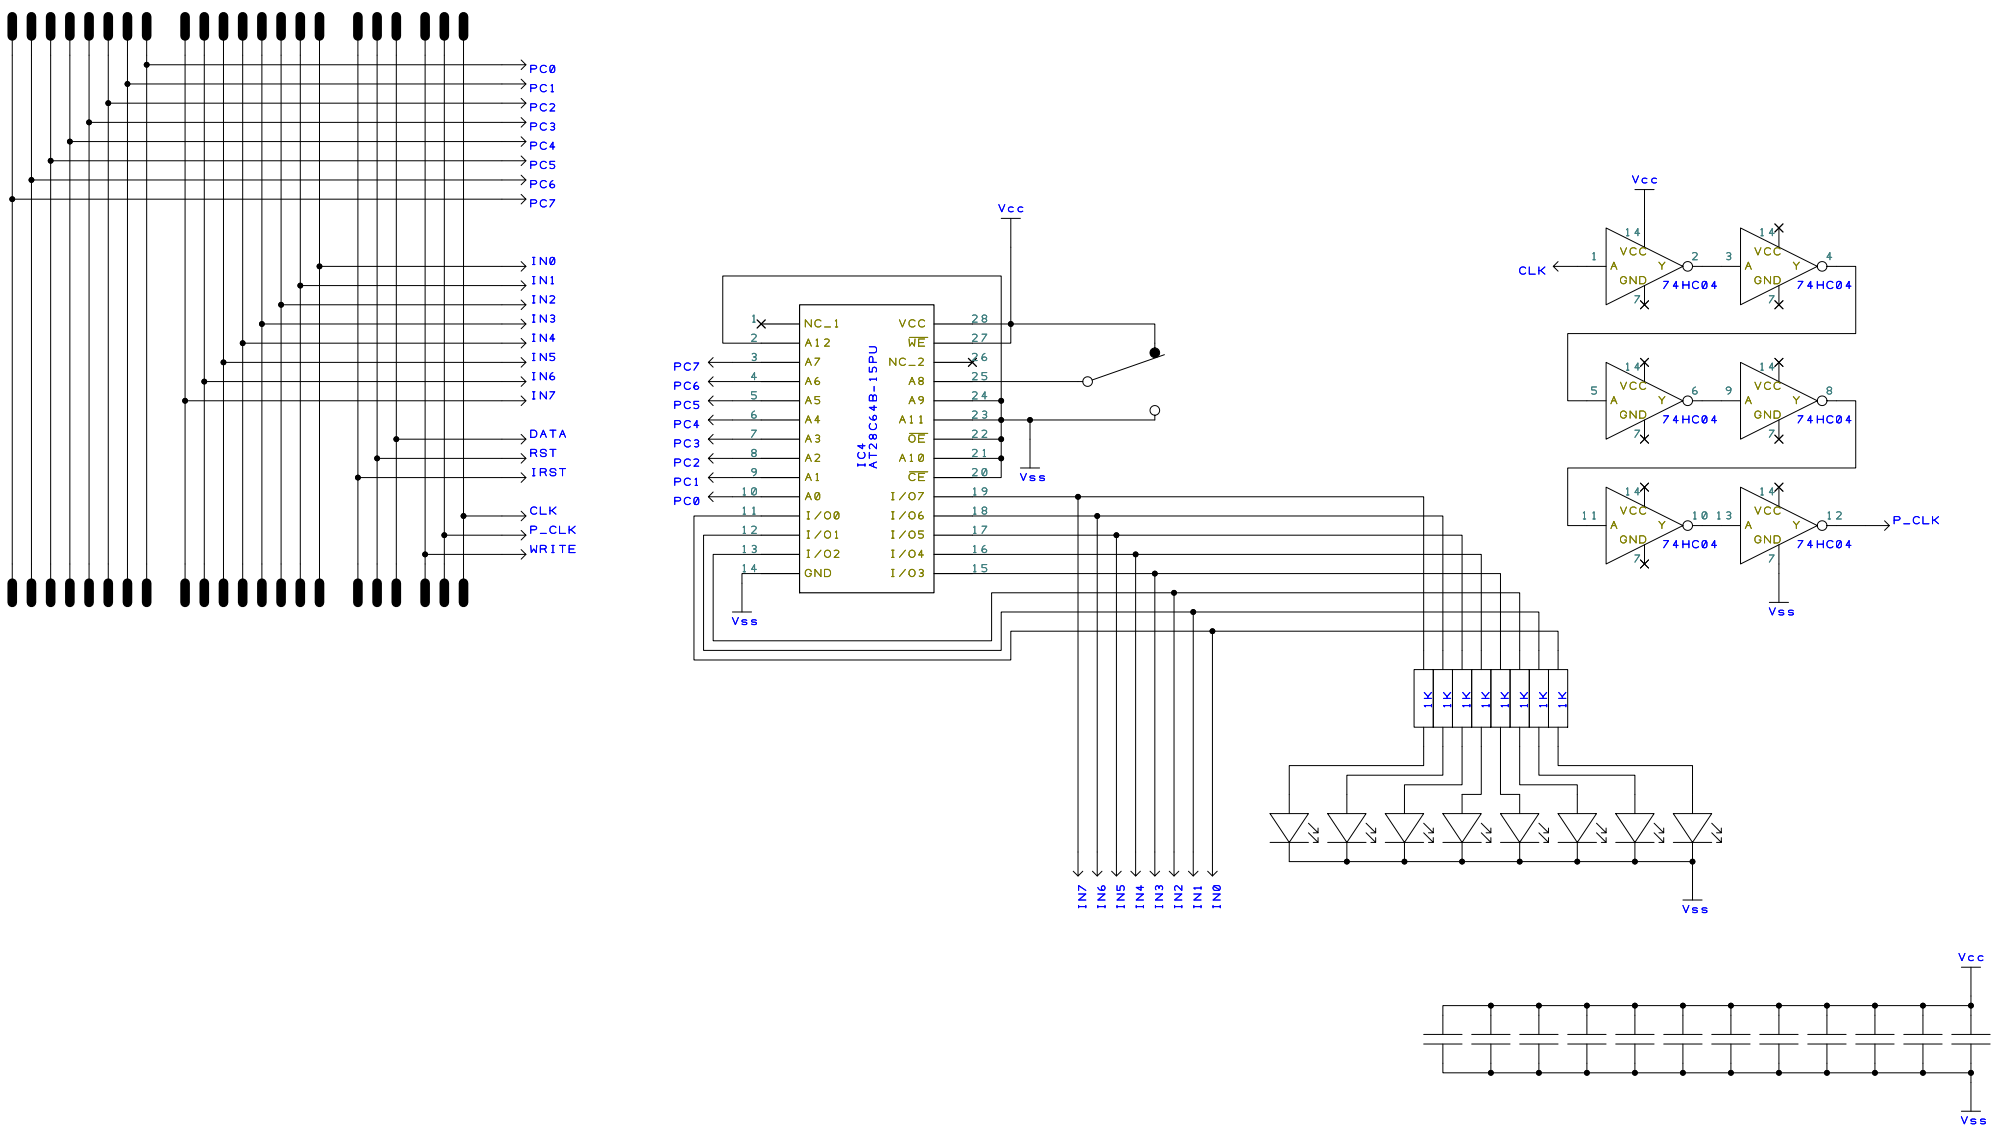 PC0
PC1
PC2
PC3
PC4
PC5
PC6
PC7
IN0
IN1
IN2
IN3
IN4
IN5
IN6
IN7
DATA
RST
IRST
CLK
P_CLK
WRITE
Vcc
1 NC_1 VCC 28
2 A12 WE 27
PC7 3 A7 NC_2 26
PC6 4 A6 A8 25
PC5 5 A5 A9 24
PC4 6 A4 A11 23
PC3 7 A3 OE 22
PC2 8 A2 A10 21
PC1 9 A1 CE 20
PC0 10 A0 I/O7 19
11 I/O0 I/O6 18
12 I/O1 I/O5 17
13 I/O2 I/O4 16
14 GND I/O3 15
IC4
AT28C64B-15PU
Vss
Vss
1K 1K 1K 1K 1K 1K 1K 1K
IN7 IN6 IN5 IN4 IN3 IN2 IN1 IN0
Vss
Vcc
14 14
1 VCC 2 3 VCC 4
CLK A Y A Y
GND 74HC04 GND 74HC04
7 7
14 14
5 VCC 6 9 VCC 8
A Y A Y
GND 74HC04 GND 74HC04
7 7
14 14
11 VCC 10 13 VCC 12
A Y A Y P_CLK
GND 74HC04 GND 74HC04
7 7
Vss
Vcc
Vss